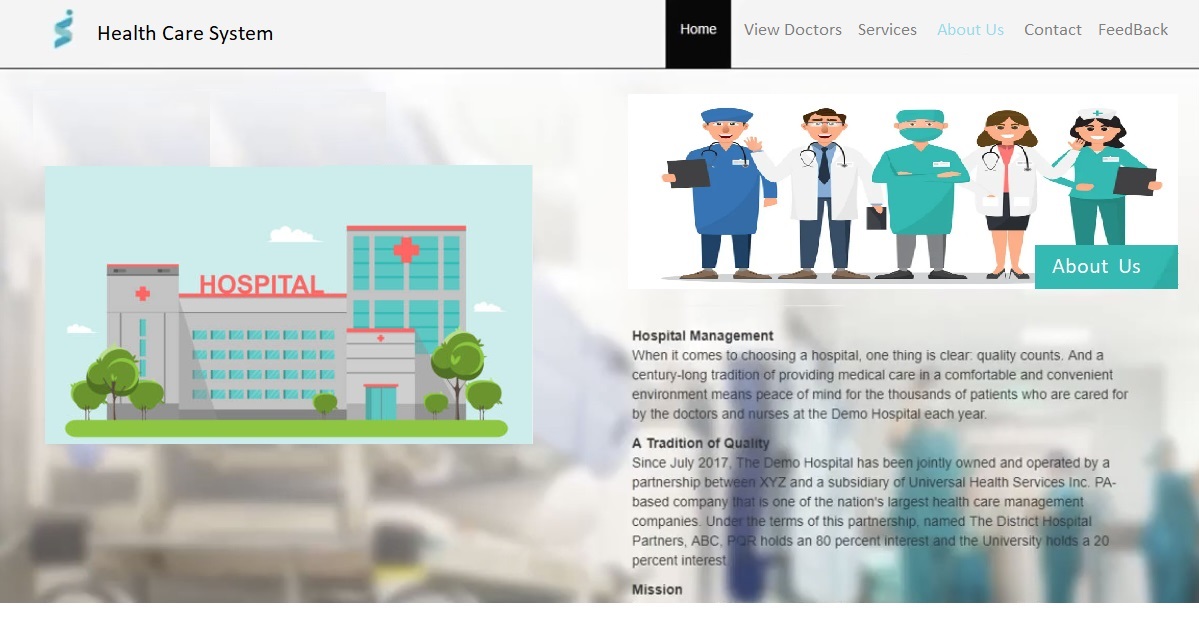 Health Care System
Home
View Doctors
Services
About Us
Contact
FeedBack
HOSPITAL
About Us
Hospital Management
When it comes to choosing a hospital, one thing is clear: quality counts. And a
century-long tradition of providing medical care in a comfortable and convenient
environment means peace of mind for the thousands of patients who are cared for
by the doctors and nurses at the Demo Hospital each year.
A Tradition of Quality
Since July 2017, The Demo Hospital has been jointly owned and operated by a
partnership between XYZ and a subsidiary of Universal Health Services Inc. PA-
based company that is one of the nation's largest health care management
companies. Under the terms of this partnership, named The District Hospital
Partners, ABC, PQR holds an 80 percent interest and the University holds a 20
percent interest
Mission